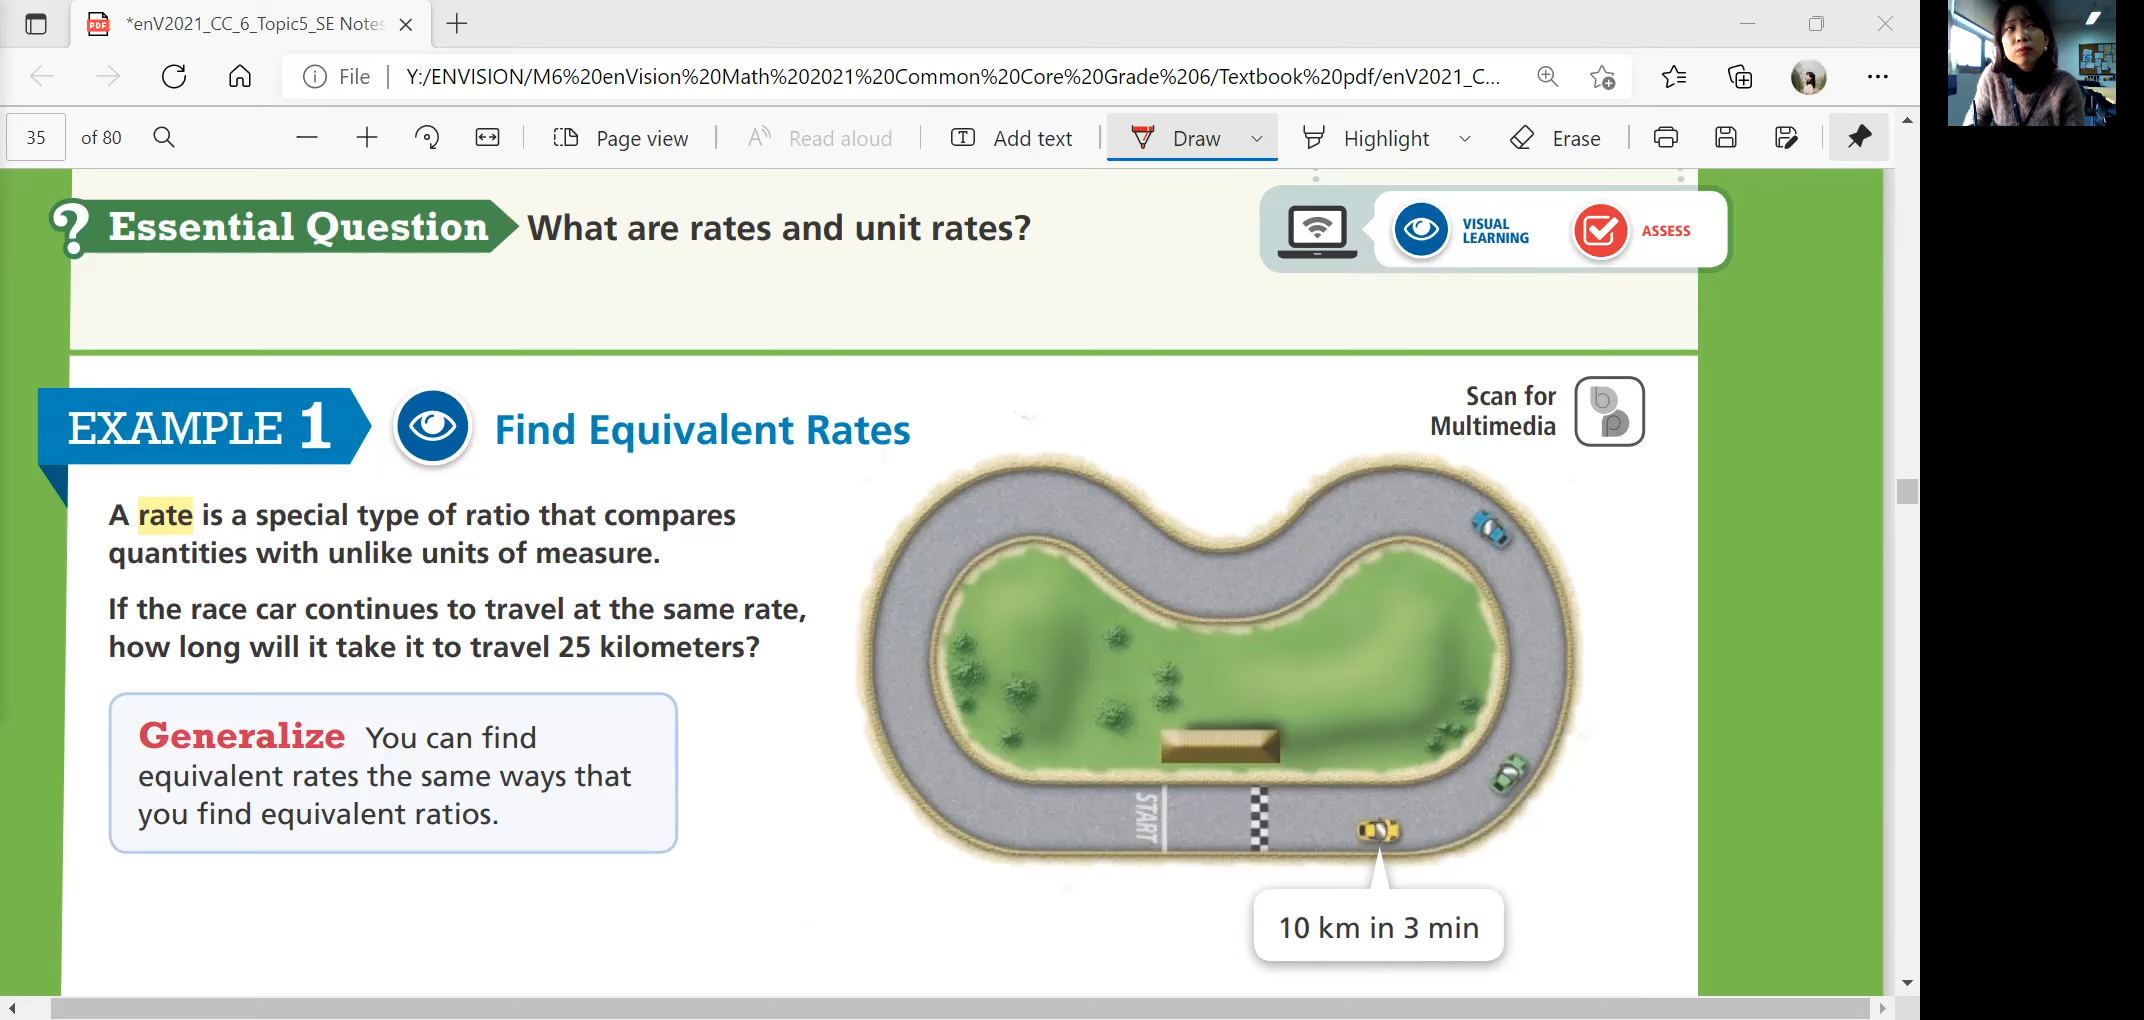 *enV2021_CC_6_Topic5_SE Notes
File
Y:/ENVISION/M6%20enVision%20Math%202021%20Common%20Core%20Grade%206/Textbook%20pdf/enV2021_C...
35 of 80
Page view
Read aloud
Add text
Draw
Highlight
Erase
? Essential Question What are rates and unit rates?
VISUAL
LEARNING
ASSESS
EXAMPLE 1 Find Equivalent Rates
Scan for
Multimedia
A rate is a special type of ratio that compares
quantities with unlike units of measure.
If the race car continues to travel at the same rate,
how long will it take it to travel 25 kilometers?
Generalize You can find
equivalent rates the same ways that
you find equivalent ratios.
START
10 km in 3 min